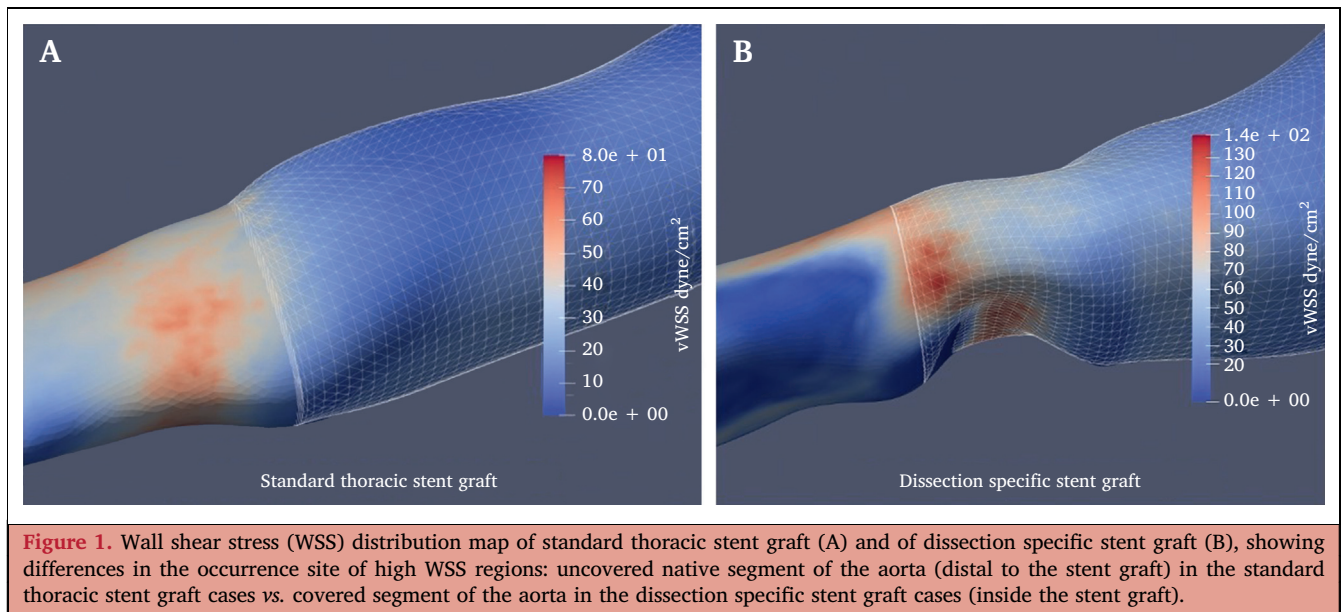 A
8.0e + 01
70
60
50
40
30
20
10
0.0e + 00
vWSS dyne/cm²
Standard thoracic stent graft
B
1.4e + 02
130
120
110
100
90
80
70
60
50
40
30
20
0.0e + 00
vWSS dyne/cm²
Dissection specific stent graft
Figure 1. Wall shear stress (WSS) distribution map of standard thoracic stent graft (A) and of dissection specific stent graft (B), showing
differences in the occurrence site of high WSS regions: uncovered native segment of the aorta (distal to the stent graft) in the standard
thoracic stent graft cases vs. covered segment of the aorta in the dissection specific stent graft cases (inside the stent graft).